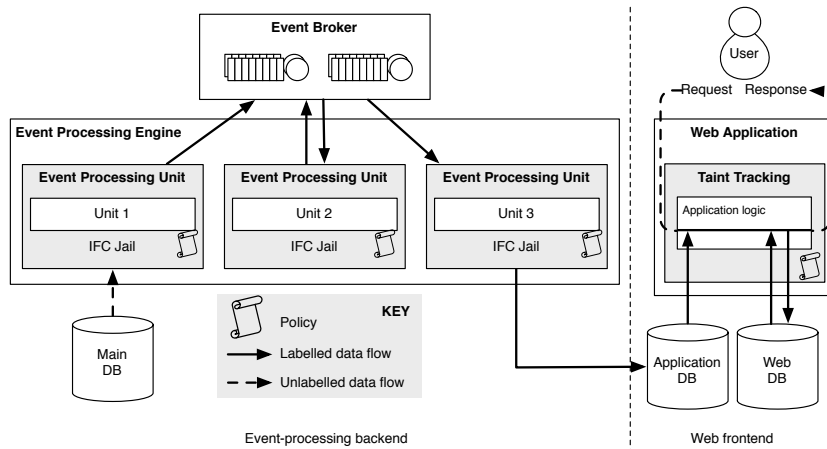 Event Broker
User
Request Response
Event Processing Engine
Web Application
Event Processing Unit
Unit 1
IFC Jail
Event Processing Unit
Unit 2
IFC Jail
Event Processing Unit
Unit 3
IFC Jail
Taint Tracking
Application logic
Main
DB
KEY
Policy
Labelled data flow
Unlabelled data flow
Application
DB
Web
DB
Event-processing backend
Web frontend